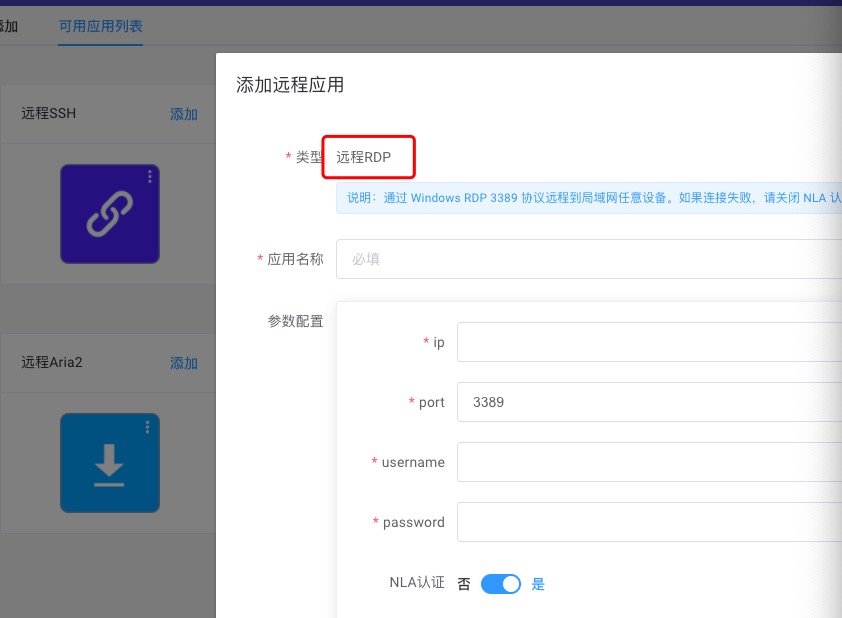 添加
可用应用列表
远程SSH
添加
远程Aria2
添加
添加远程应用
* 类型
远程RDP
说明：通过 Windows RDP 3389 协议远程到局域网任意设备。如果连接失败，请关闭 NLA 认
* 应用名称
必填
参数配置
* ip
* port
3389
* username
* password
NLA认证
否
是